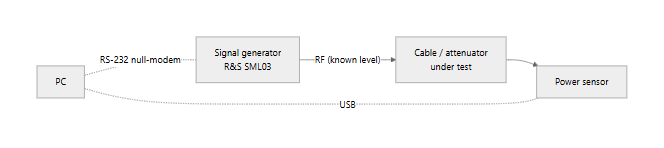 PC
RS-232 null-modem
Signal generator
R&S SML03
RF (known level)
Cable / attenuator
under test
Power sensor
USB